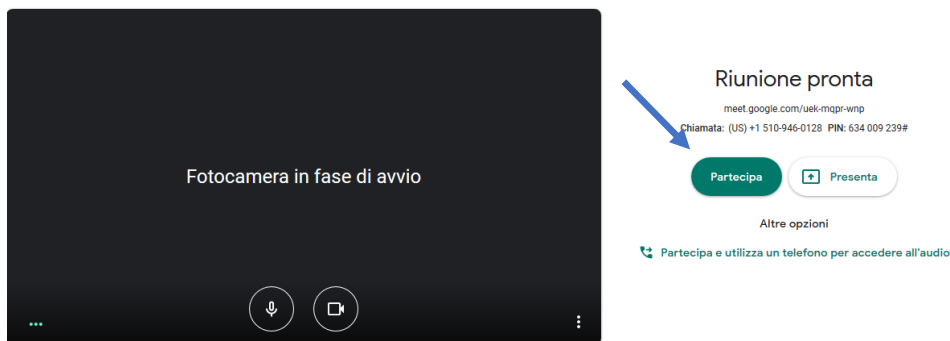 Fotocamera in fase di avvio
Riunione pronta
meet.google.com/uek-mqpr-wnp
Chiamata: (US) +1 510-946-0128 PIN: 634 009 239#
Partecipa
Presenta
Altre opzioni
Partecipa e utilizza un telefono per accedere all'audio